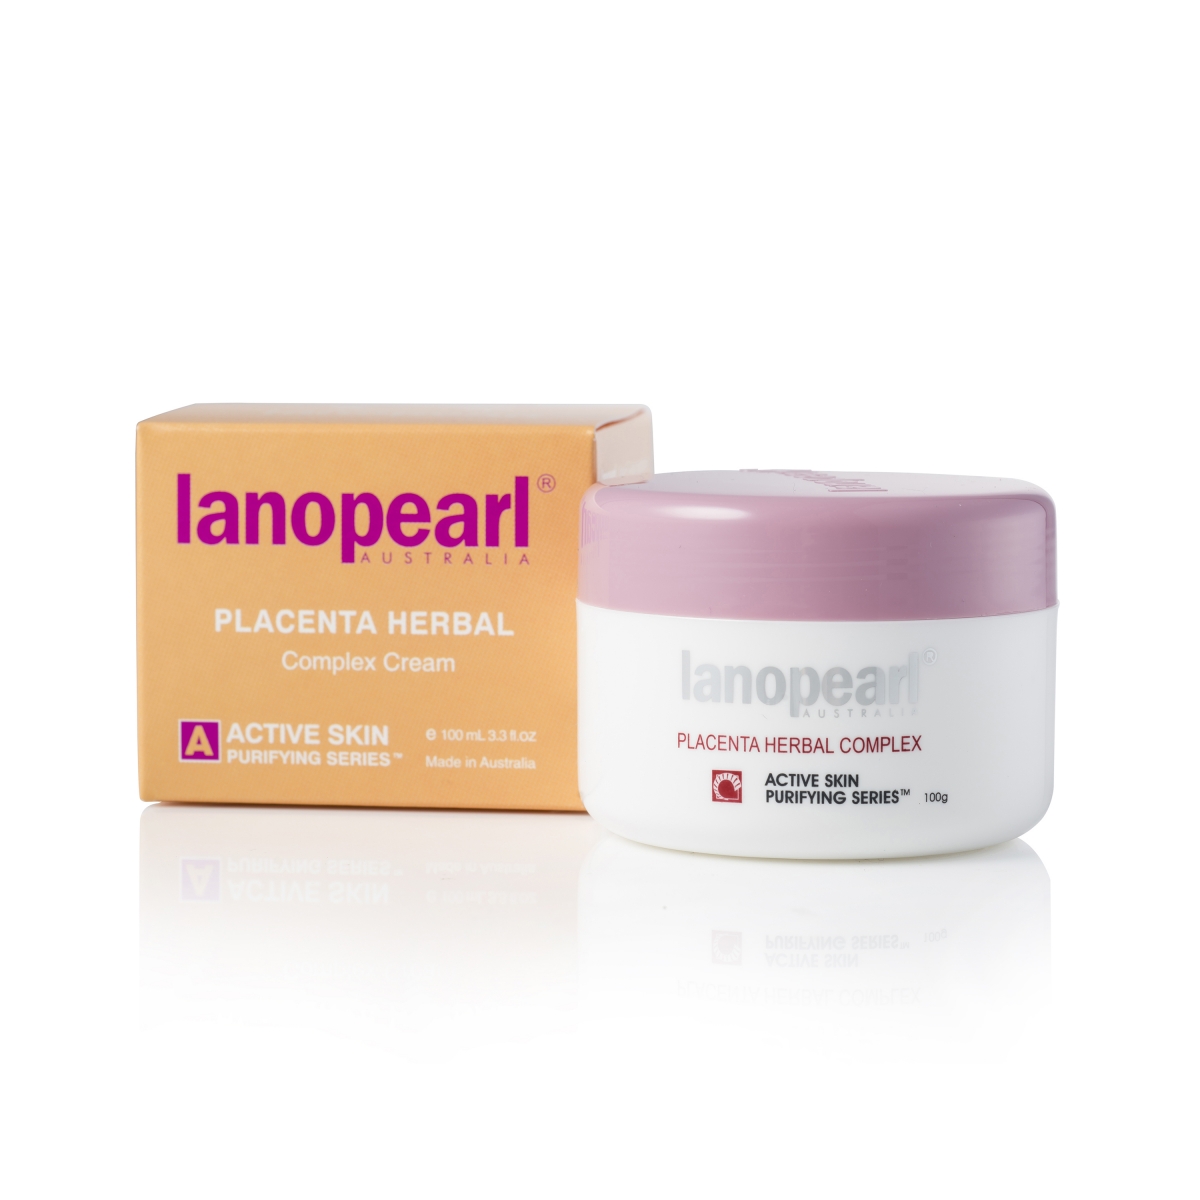 lanopearl®
AUSTRALIA
PLACENTA HERBAL
Complex Cream
A ACTIVE SKIN
PURIFYING SERIES™
℮ 100 mL 3.3 fl.oz
Made in Australia
lanopearl®
AUSTRALIA
PLACENTA HERBAL COMPLEX
ACTIVE SKIN
PURIFYING SERIES™ 100g